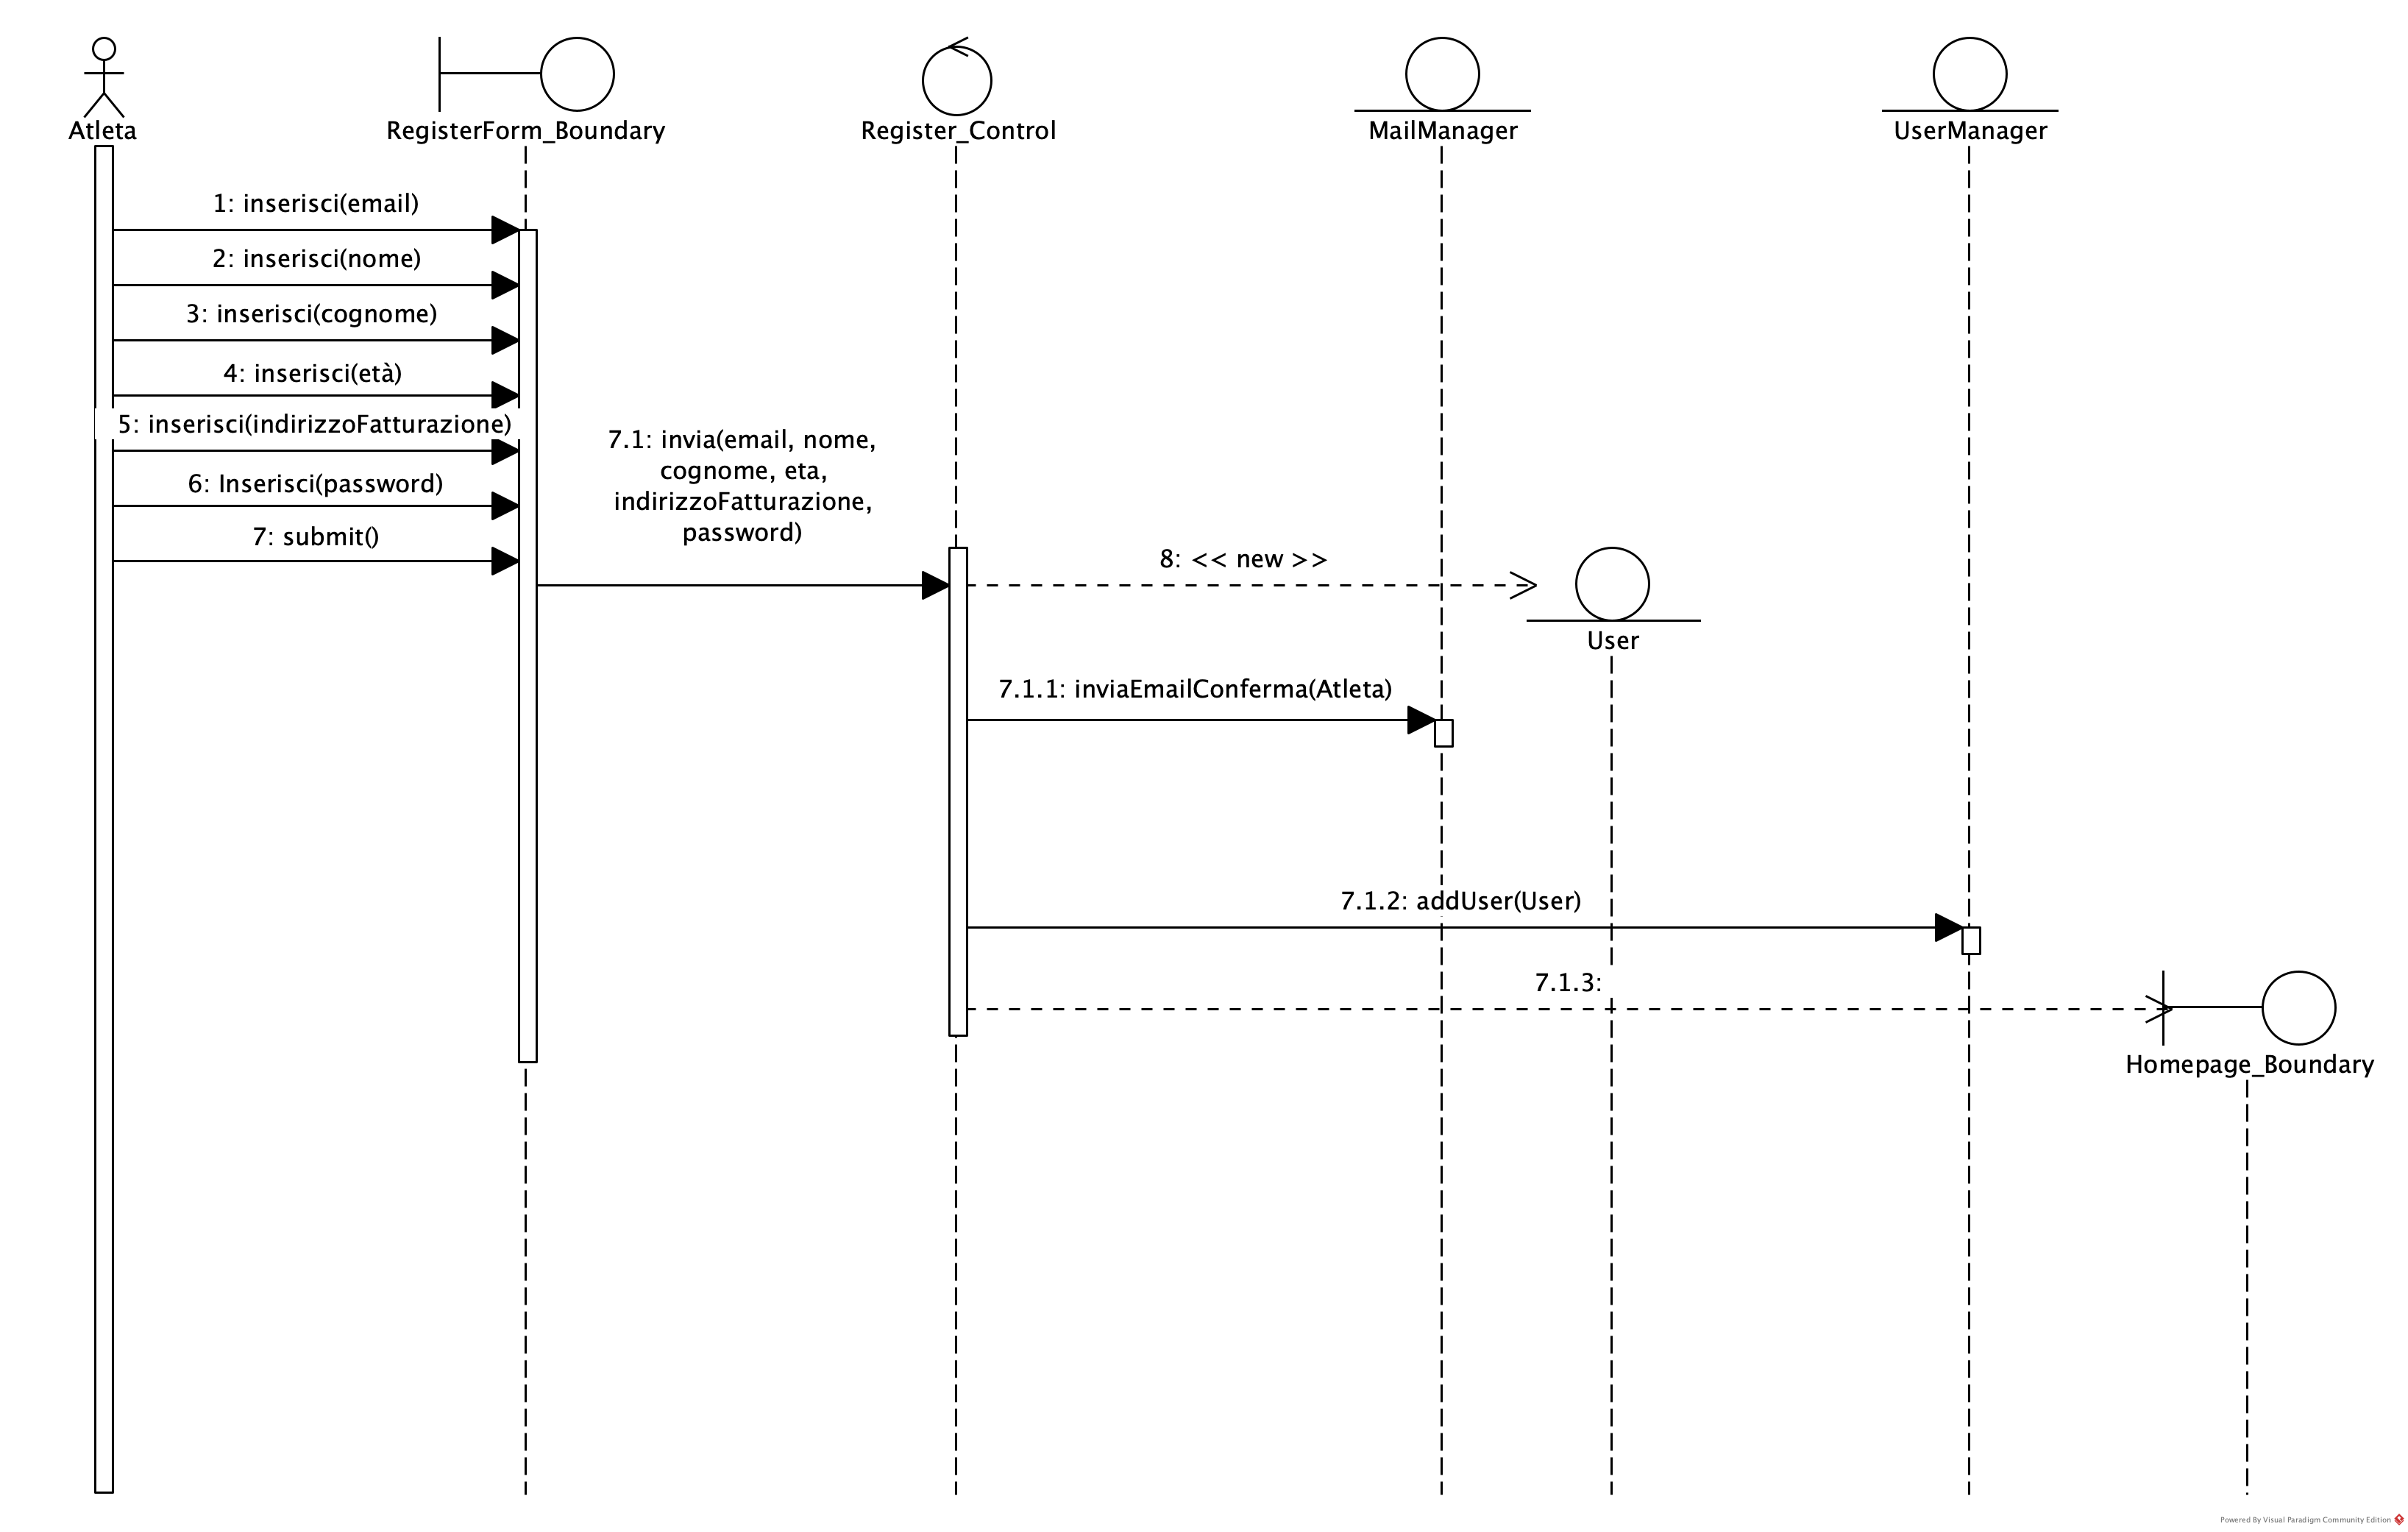 Atleta
RegisterForm_Boundary
Register_Control
MailManager
UserManager
1: inserisci(email)
2: inserisci(nome)
3: inserisci(cognome)
4: inserisci(età)
5: inserisci(indirizzoFatturazione)
6: Inserisci(password)
7: submit()
7.1: invia(email, nome,
cognome, eta,
indirizzoFatturazione,
password)
8: << new >>
User
7.1.1: inviaEmailConferma(Atleta)
7.1.2: addUser(User)
7.1.3:
Homepage_Boundary
Powered By Visual Paradigm Community Edition